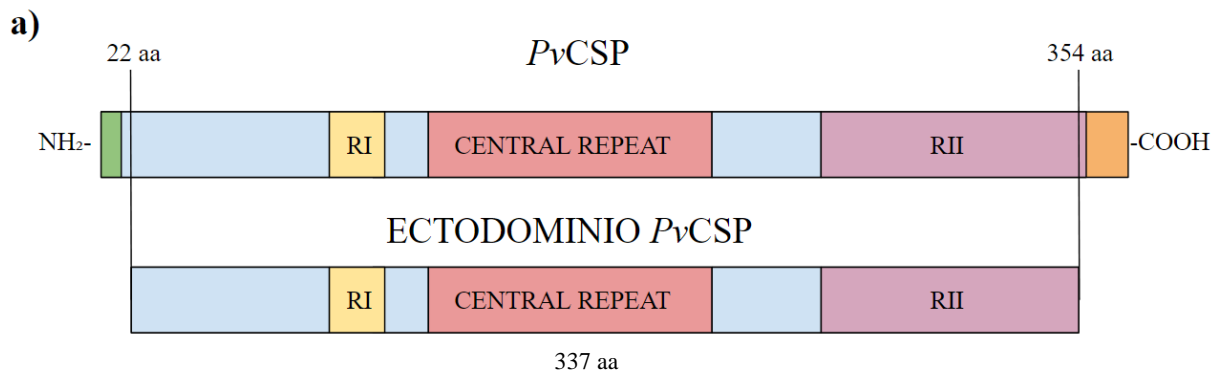 a)
22 aa
PvCSP
354 aa
NH₂-
RI
CENTRAL REPEAT
RII
-COOH
ECTODOMINIO PvCSP
RI
CENTRAL REPEAT
RII
337 aa